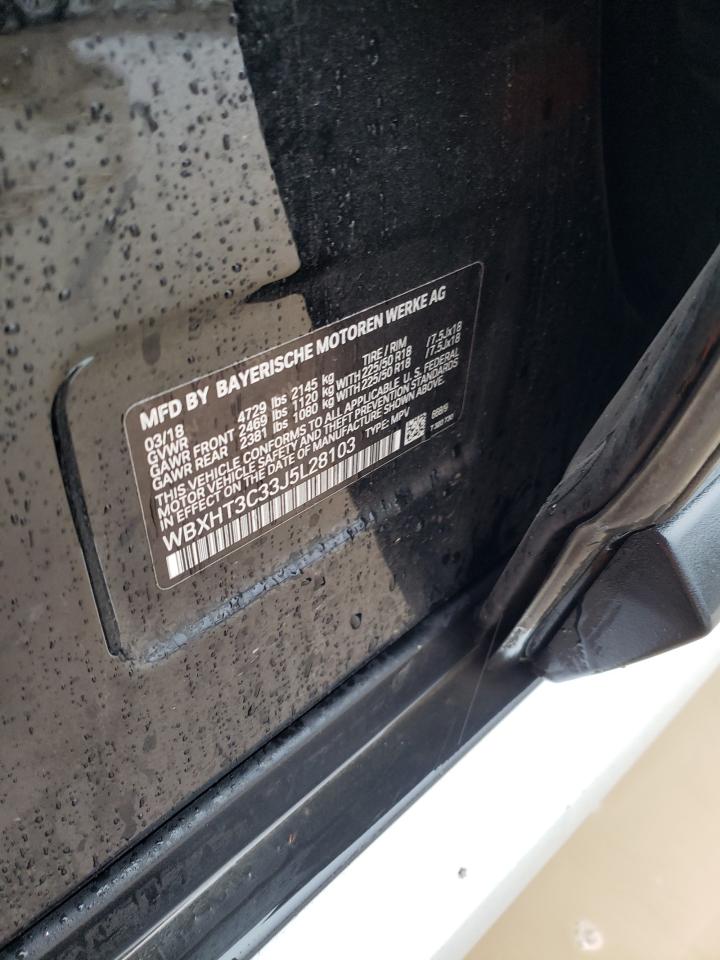 MFD BY BAYERISCHE MOTOREN WERKE AG
03/18 TIRE / RIM
GVWR 4729 lbs 2145 kg
GAWR FRONT 2469 lbs 1120 kg WITH 225/50 R18 /7.5Jx18
GAWR REAR 2381 lbs 1080 kg WITH 225/50 R18 /7.5Jx18
THIS VEHICLE CONFORMS TO ALL APPLICABLE U.S. FEDERAL
MOTOR VEHICLE SAFETY AND THEFT PREVENTION STANDARDS
IN EFFECT ON THE DATE OF MANUFACTURE SHOWN ABOVE.
WBXHT3C33J5L28103 TYPE: MPV